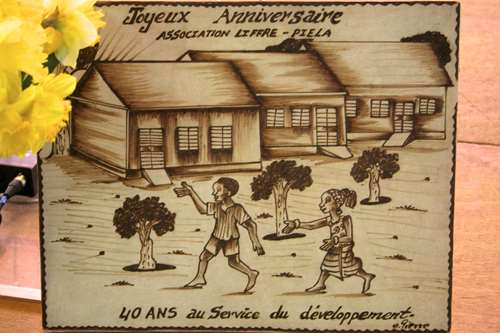 Joyeux Anniversaire
ASSOCIATION LIFFRE - PIELA
40 ANS au Service du développement-